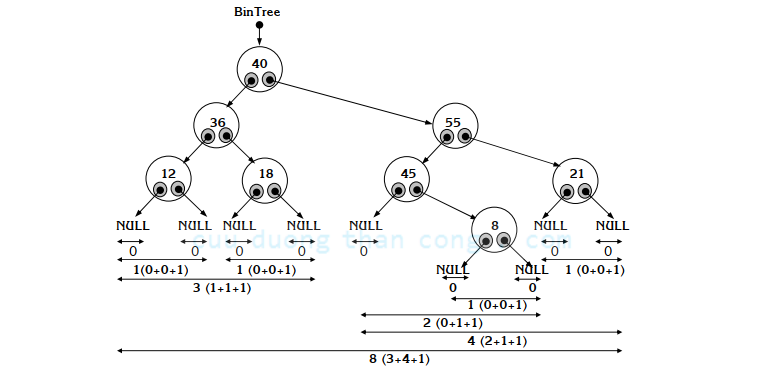 BinTree
40
36
55
12
18
45
21
NULL NULL NULL NULL NULL 8 NULL NULL
cuu duong than cong . com
0 0 0 0 0 0 0
1(0+0+1) 1 (0+0+1) NULL NULL 1 (0+0+1)
3 (1+1+1) 0 0
1 (0+0+1)
2 (0+1+1)
4 (2+1+1)
8 (3+4+1)